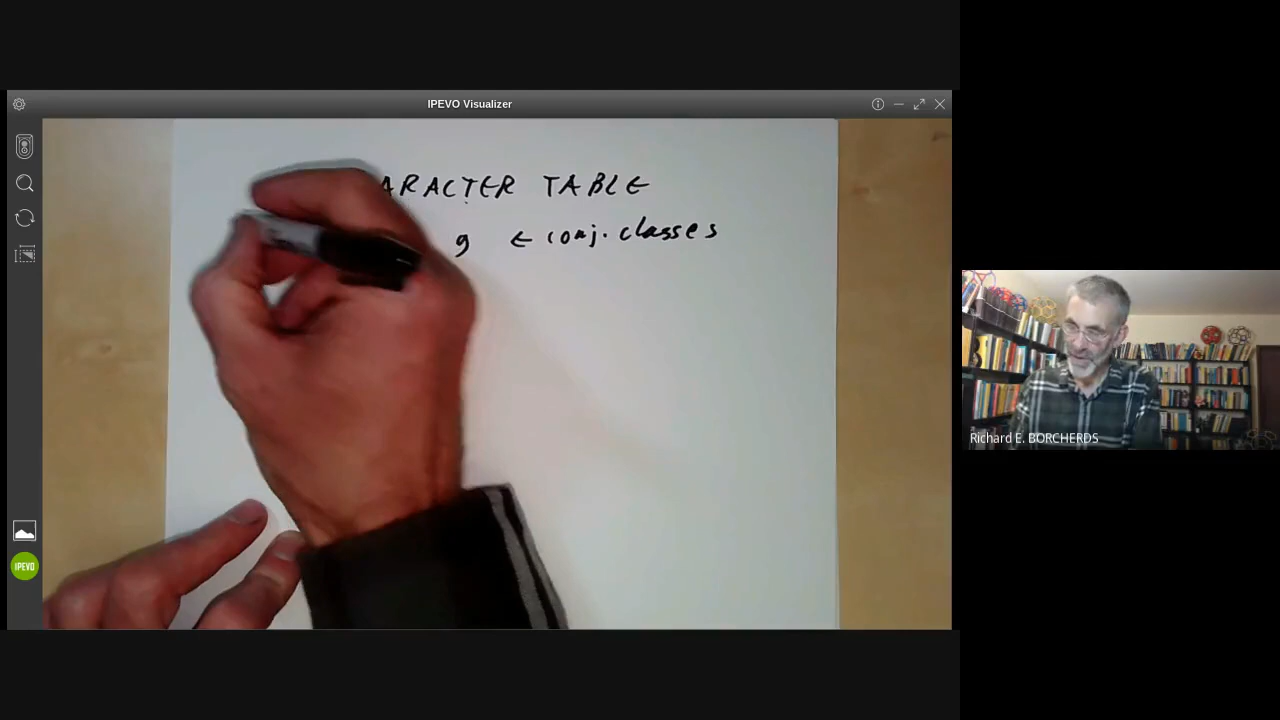 IPEVO Visualizer
ARACTER TABLE
g ← conj. classes
IPEVO
Richard E. BORCHERDS